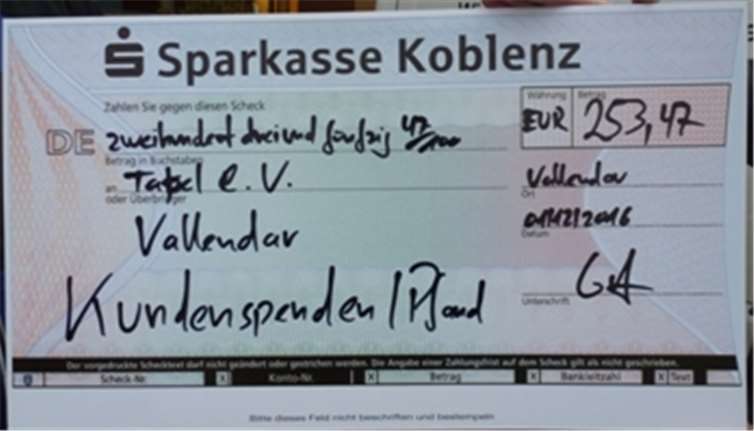 Sparkasse Koblenz
Zahlen Sie gegen diesen Scheck
Währung Betrag
DE zweihundert dreiund fünfzig 47/100 EUR 253,47
Betrag in Buchstaben
an Tafel e.V. Vallendar
oder Überbringer Ort
Vallendar 01/12/2016
Datum
Kundenspenden/Pfand GA
Unterschrift
Der vorgedruckte Schecktext darf nicht geändert oder gestrichen werden. Die Angabe einer Zahlungsfrist auf dem Scheck gilt als nicht geschrieben.
Scheck-Nr. X Konto-Nr. X Betrag X Bankleitzahl X Text
Bitte dieses Feld nicht beschriften und bestempeln